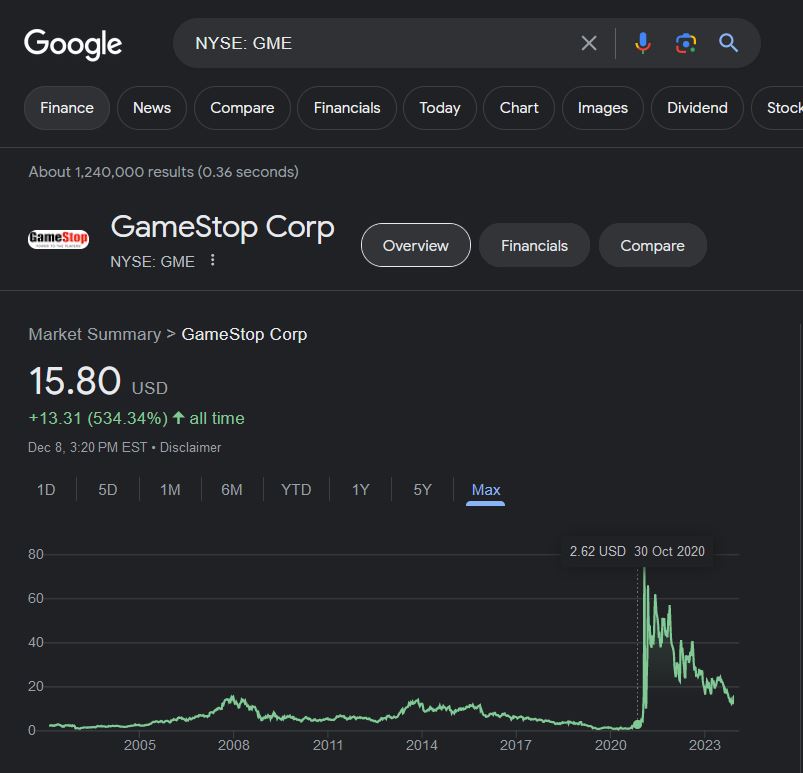 Google
NYSE: GME
Finance News Compare Financials Today Chart Images Dividend Stock
About 1,240,000 results (0.36 seconds)
GameStop
POWER TO THE PLAYERS
GameStop Corp
NYSE: GME
Overview Financials Compare
Market Summary > GameStop Corp
15.80 USD
+13.31 (534.34%) all time
Dec 8, 3:20 PM EST • Disclaimer
1D 5D 1M 6M YTD 1Y 5Y Max
2.62 USD 30 Oct 2020
80
60
40
20
0
2005 2008 2011 2014 2017 2020 2023